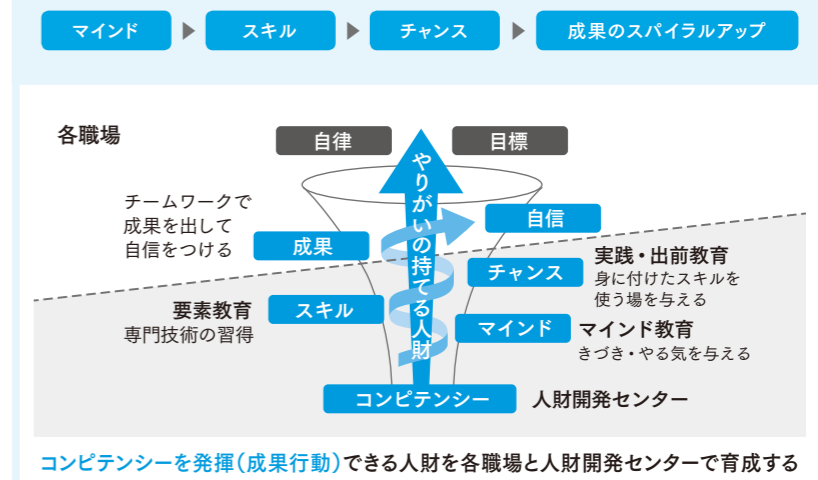 マインド
スキル
チャンス
成果のスパイラルアップ
各職場
自律
目標
やりがいの持てる人財
チームワークで
成果を出して
自信をつける
成果
自信
チャンス
実践・出前教育
身に付けたスキルを
使う場を与える
要素教育
専門技術の習得
スキル
マインド
マインド教育
きづき・やる気を与える
コンピテンシー
人財開発センター
コンピテンシーを発揮（成果行動）できる人財を各職場と人財開発センターで育成する